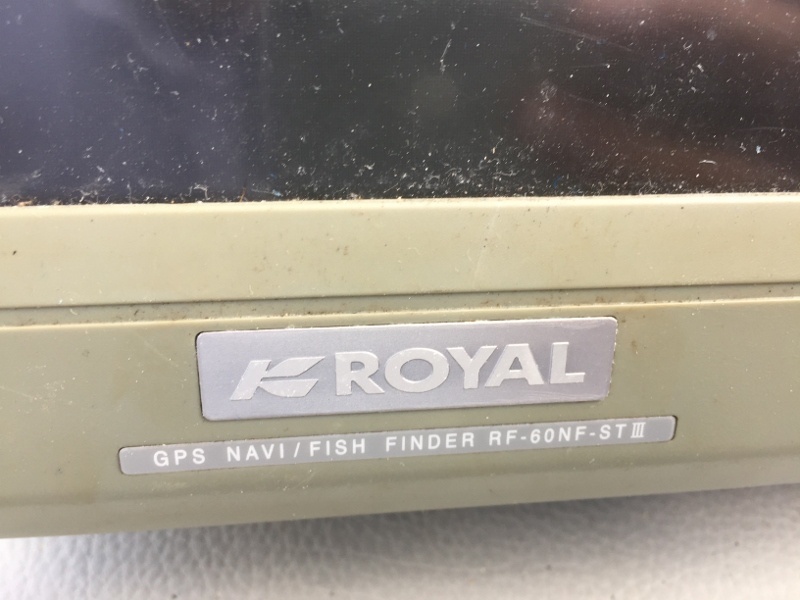 ROYAL
GPS NAVI/FISH FINDER RF-60NF-STⅢ